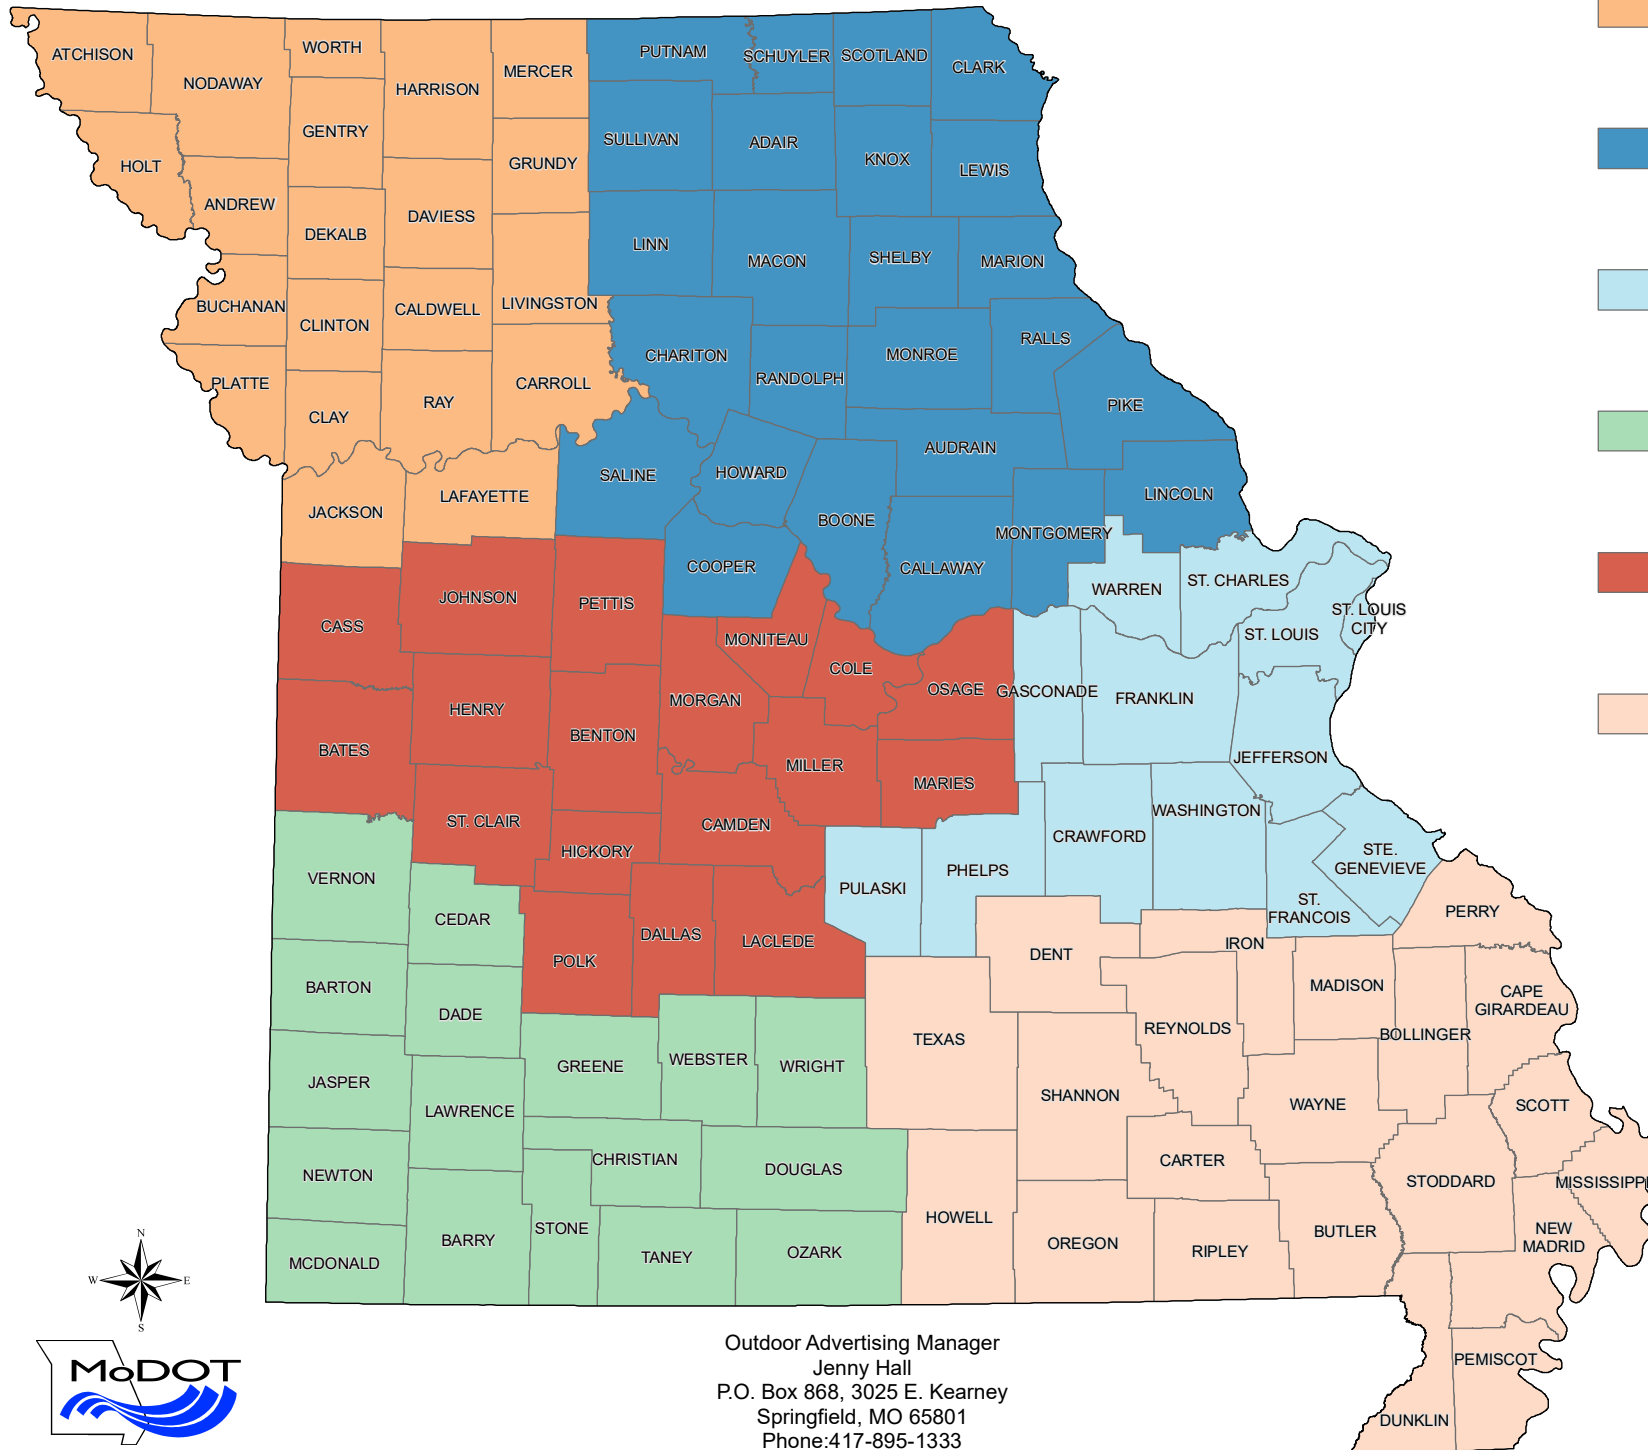 ATCHISON
NODAWAY
WORTH
HARRISON
MERCER
PUTNAM
SCHUYLER
SCOTLAND
CLARK
GENTRY
HOLT
ANDREW
DEKALB
DAVIESS
GRUNDY
SULLIVAN
ADAIR
KNOX
LEWIS
LINN
MACON
SHELBY
MARION
BUCHANAN
CLINTON
CALDWELL
LIVINGSTON
CHARITON
RANDOLPH
MONROE
RALLS
PLATTE
CLAY
RAY
CARROLL
PIKE
AUDRAIN
SALINE
HOWARD
BOONE
LINCOLN
JACKSON
LAFAYETTE
MONTGOMERY
COOPER
CALLAWAY
WARREN
ST. CHARLES
ST. LOUIS
CITY
ST. LOUIS
CASS
JOHNSON
PETTIS
MONITEAU
COLE
OSAGE
GASCONADE
FRANKLIN
JEFFERSON
BATES
HENRY
BENTON
MORGAN
MILLER
MARIES
ST. CLAIR
HICKORY
CAMDEN
PULASKI
PHELPS
CRAWFORD
WASHINGTON
STE.
GENEVIEVE
ST.
FRANCOIS
PERRY
VERNON
CEDAR
POLK
DALLAS
LACLEDE
DENT
IRON
MADISON
BOLLINGER
CAPE
GIRARDEAU
BARTON
DADE
GREENE
WEBSTER
WRIGHT
TEXAS
REYNOLDS
SHANNON
WAYNE
SCOTT
JASPER
LAWRENCE
CHRISTIAN
DOUGLAS
CARTER
STODDARD
MISSISSIPPI
NEWTON
BARRY
STONE
TANEY
OZARK
HOWELL
OREGON
RIPLEY
BUTLER
NEW
MADRID
MCDONALD
PEMISCOT
DUNKLIN
N
W
E
S
MoDOT
Outdoor Advertising Manager
Jenny Hall
P.O. Box 868, 3025 E. Kearney
Springfield, MO 65801
Phone:417-895-1333